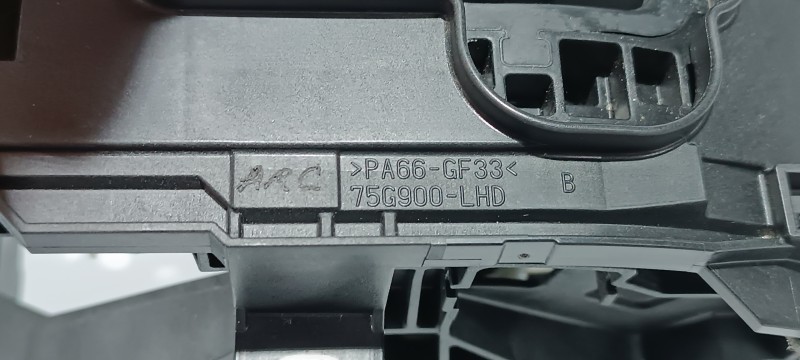 ARC
>PA66-GF33<
75G900-LHD
B